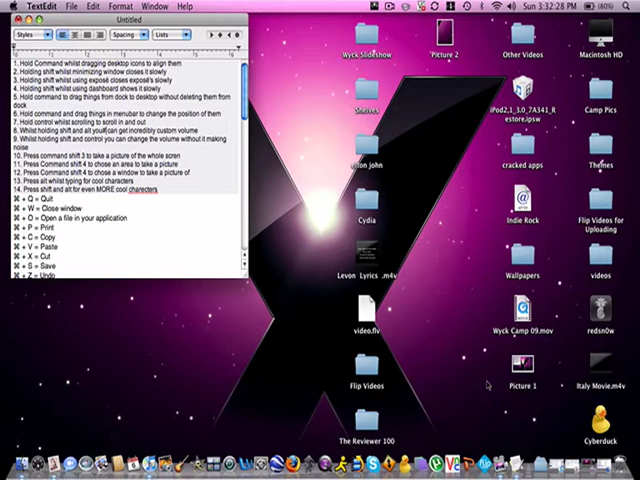 TextEdit File Edit Format Window Help Sun 3:32:28 PM (80%)
Untitled
Styles Spacing Lists
1. Hold Command whilst dragging desktop icons to align them
2. Holding shift whilst minimizing window closes it slowly
3. Holding shift whilst using exposé closes exposé's slowly
4. Holding shift whilst using dashboard shows it slowly
5. Hold command to drag things from dock to desktop without deleting them from
dock
6. Hold command and drag things in menubar to change the position of them
7. Hold control whilst scrolling to scroll in and out
8. Whilst holding shift and alt youll can get incredibly custom volume
9. Whilst holding shift and control you can change the volume without it making
noise
10. Press command shift 3 to take a picture of the whole scren
11. Press Command shift 4 to chose an area to take a picture
12. Press Command shift 4 to chose a window to take a picture of
13. Press alt whilst typing for cool characters
14. Press shift and alt for even MORE cool charecters
⌘ + Q = Quit
⌘ + W = Close window
⌘ + O = Open a file in your application
⌘ + P = Print
⌘ + C = Copy
⌘ + V = Paste
⌘ + X = Cut
⌘ + S = Save
⌘ + Z = Undo
Wyck Slideshow
Picture 2
Other Videos
Macintosh HD
Shelves
iPod2,1_3.0_7A341_R
estore.ipsw
Camp Pics
elton john
cracked apps
Themes
Cydia
Indie Rock
Flip Videos for
Uploading
Levon Lyrics .m4v
Wallpapers
videos
video.flv
Wyck Camp 09.mov
redsn0w
Flip Videos
Picture 1
Italy Movie.m4v
The Reviewer 100
Cyberduck